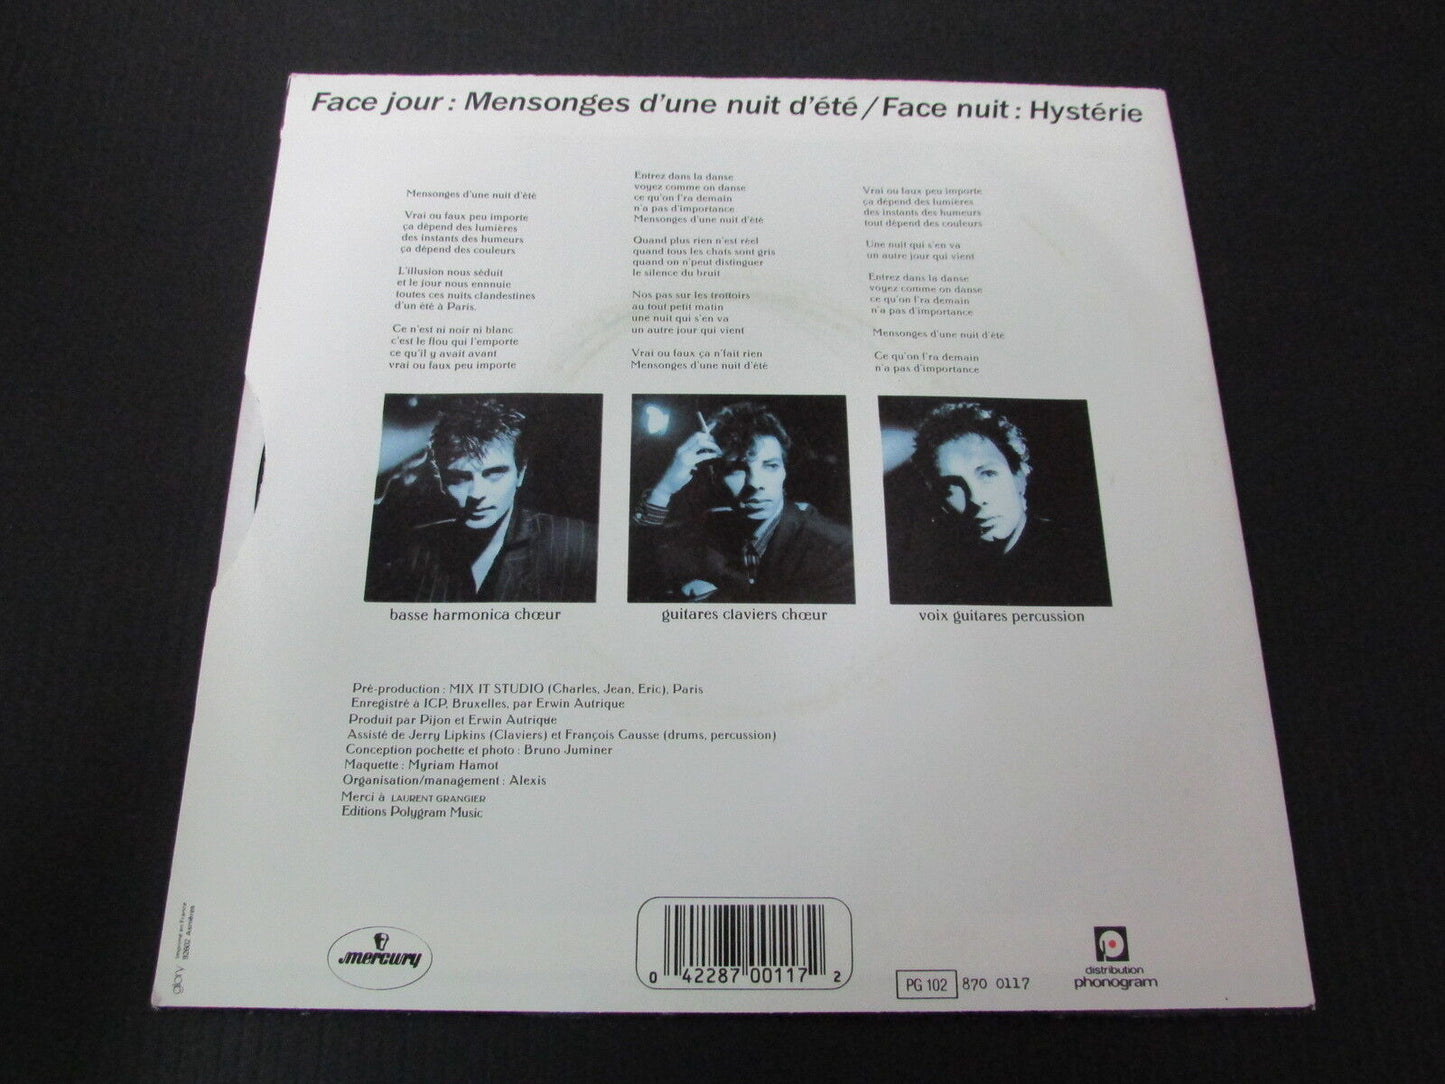 Face jour : Mensonges d'une nuit d'été / Face nuit : Hystérie
Mensonges d'une nuit d'été
Vrai ou faux peu importe
ça dépend des lumières
des instants des humeurs
ça dépend des couleurs
L'illusion nous séduit
et le jour nous ennnuie
toutes ces nuits clandestines
d'un été à Paris.
Ce n'est ni noir ni blanc
c'est le flou qui l'emporte
ce qu'il y avait avant
vrai ou faux peu importe
Entrez dans la danse
voyez comme on danse
ce qu'on f'ra demain
n'a pas d'importance
Mensonges d'une nuit d'été
Quand plus rien n'est réel
quand tous les chats sont gris
quand on n'peut distinguer
le silence du bruit
Nos pas sur les trottoirs
au tout petit matin
une nuit qui s'en va
un autre jour qui vient
Vrai ou faux ça n'fait rien
Mensonges d'une nuit d'été
Vrai ou faux peu importe
ça dépend des lumières
des instants des humeurs
tout dépend des couleurs
Une nuit qui s'en va
un autre jour qui vient
Entrez dans la danse
voyez comme on danse
ce qu'on f'ra demain
n'a pas d'importance
Mensonges d'une nuit d'été
Ce qu'on f'ra demain
n'a pas d'importance
basse harmonica chœur
guitares claviers chœur
voix guitares percussion
Pré-production : MIX IT STUDIO (Charles, Jean, Eric), Paris
Enregistré à ICP, Bruxelles, par Erwin Autrique
Produit par Pijon et Erwin Autrique
Assisté de Jerry Lipkins (Claviers) et François Causse (drums, percussion)
Conception pochette et photo : Bruno Juminer
Maquette : Myriam Hamot
Organisation/management : Alexis
Merci à LAURENT GRANGIER
Editions Polygram Music
glory
Imprimé en France
92602 Asnières
mercury
0 42287 00117 2
PG 102
870 0117
distribution
phonogram